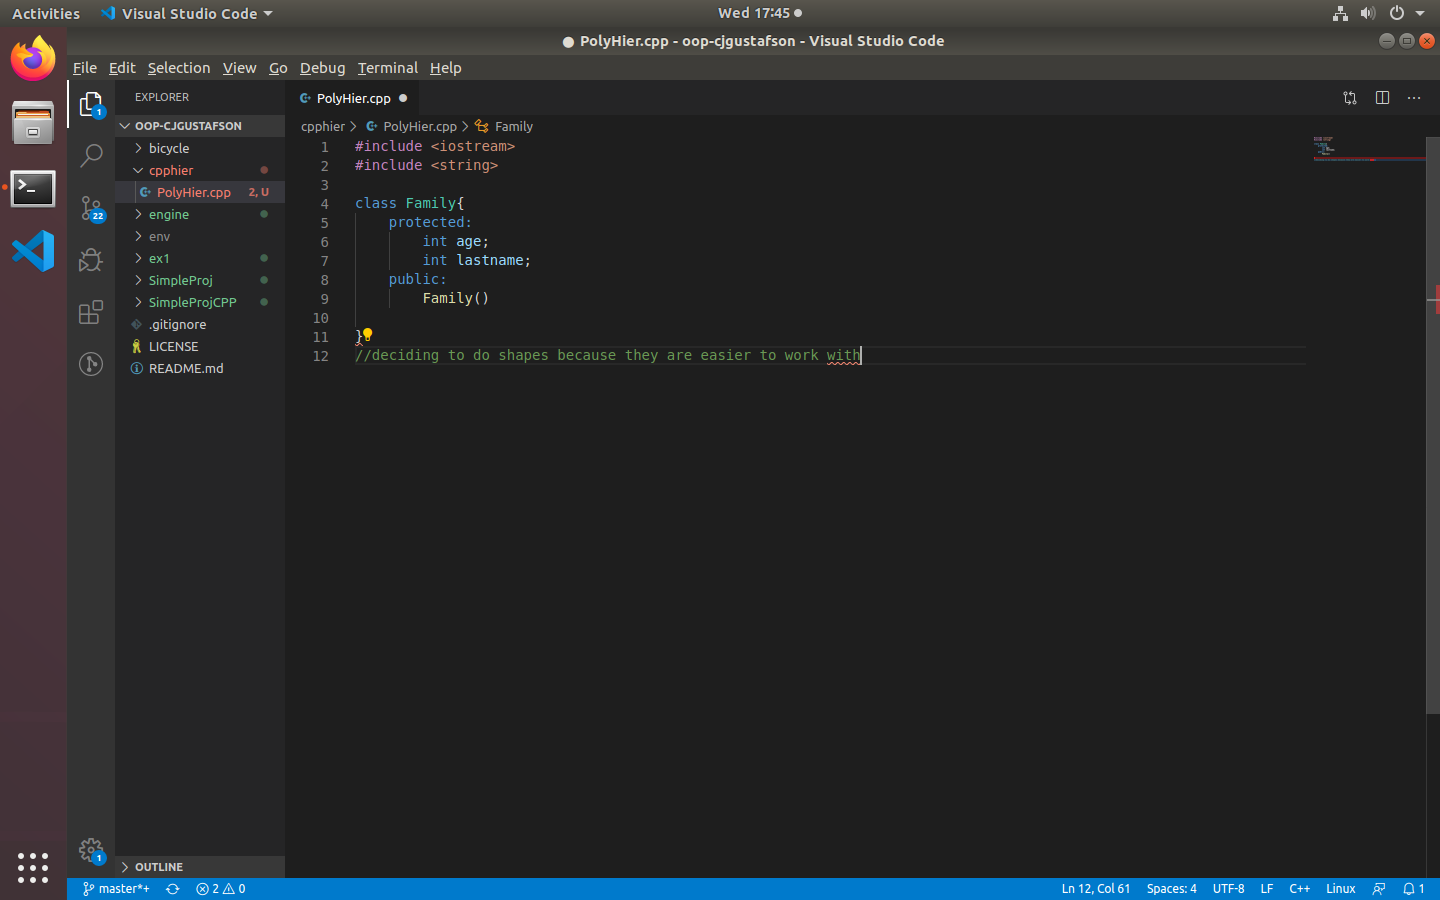 Activities Visual Studio Code Wed 17:45
PolyHier.cpp - oop-cjgustafson - Visual Studio Code
File Edit Selection View Go Debug Terminal Help
EXPLORER
OOP-CJGUSTAFSON
bicycle
cpphier
PolyHier.cpp 2, U
engine
env
ex1
SimpleProj
SimpleProjCPP
.gitignore
LICENSE
README.md
OUTLINE
1
22
1
PolyHier.cpp
cpphier > PolyHier.cpp > Family
1 #include <iostream>
2 #include <string>
3
4 class Family{
5     protected:
6         int age;
7         int lastname;
8     public:
9         Family()
10
11 }
12 //deciding to do shapes because they are easier to work with
master*+ 2 0 Ln 12, Col 61 Spaces: 4 UTF-8 LF C++ Linux 1